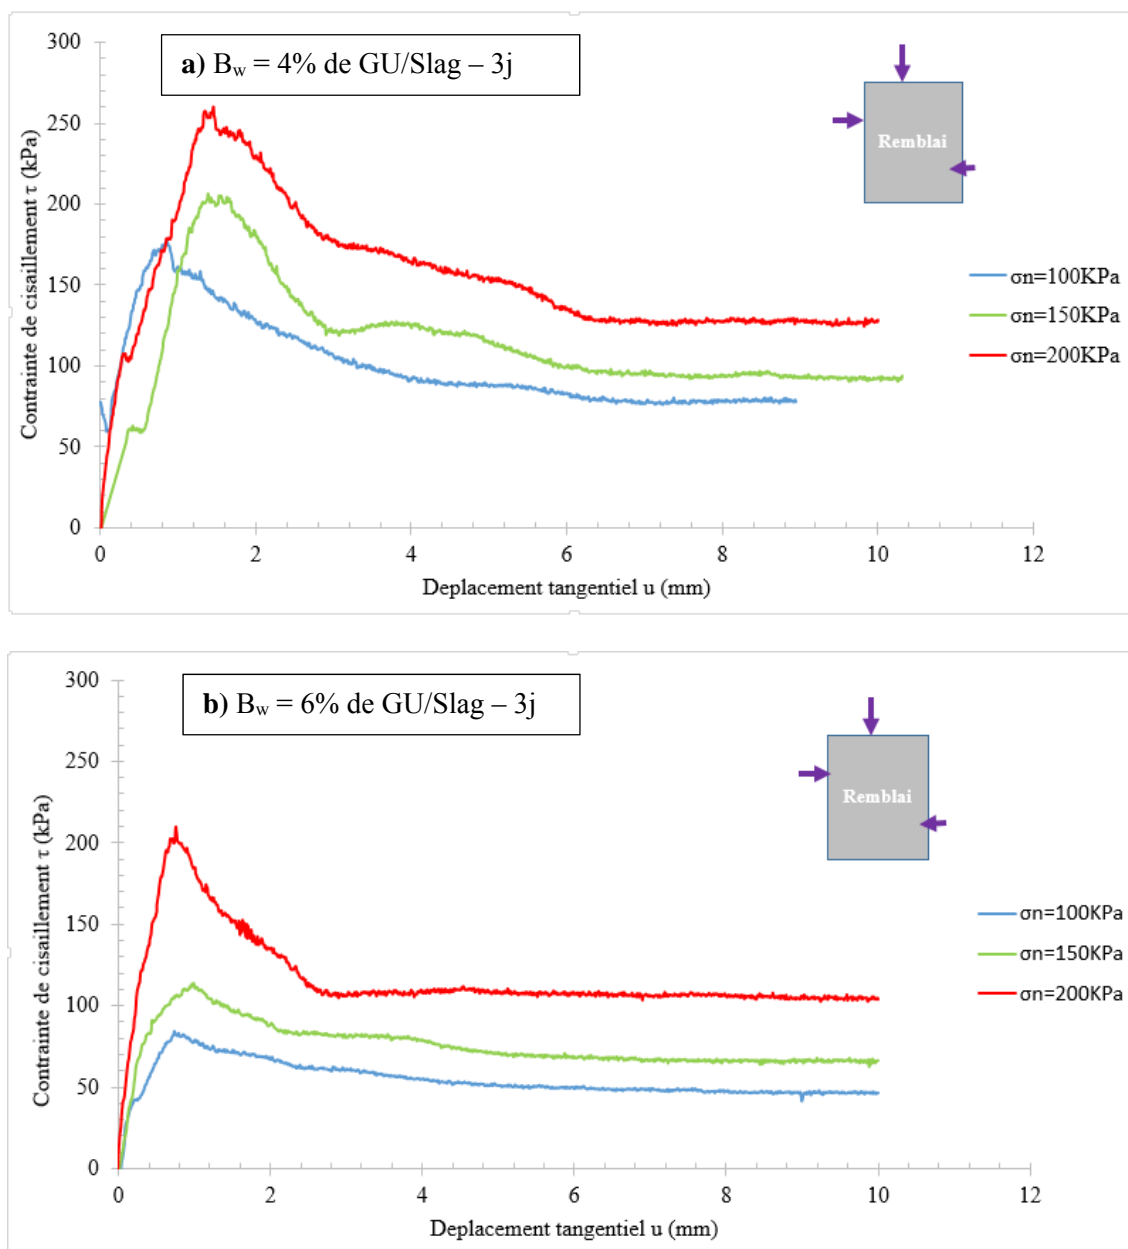 a) Bw = 4% de GU/Slag – 3j
300
250
200
150
100
50
0
Contrainte de cisaillement τ (kPa)
0 2 4 6 8 10 12
Deplacement tangentiel u (mm)
Remblai
σn=100KPa
σn=150KPa
σn=200KPa
b) Bw = 6% de GU/Slag – 3j
300
250
200
150
100
50
0
Contrainte de cisaillement τ (kPa)
0 2 4 6 8 10 12
Deplacement tangentiel u (mm)
Remblai
σn=100KPa
σn=150KPa
σn=200KPa